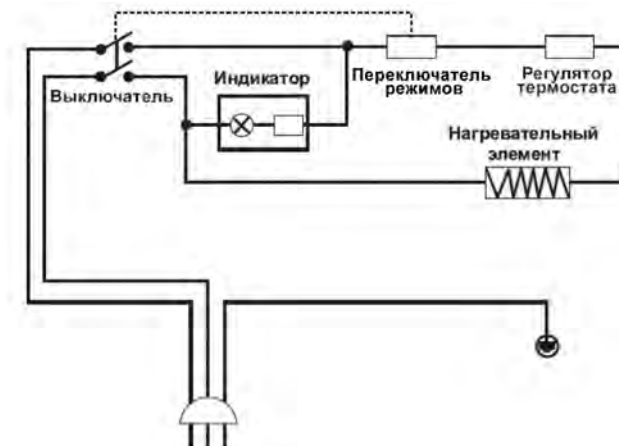 Индикатор
Переключатель
режимов
Регулятор
термостата
Выключатель
Нагревательный
элемент